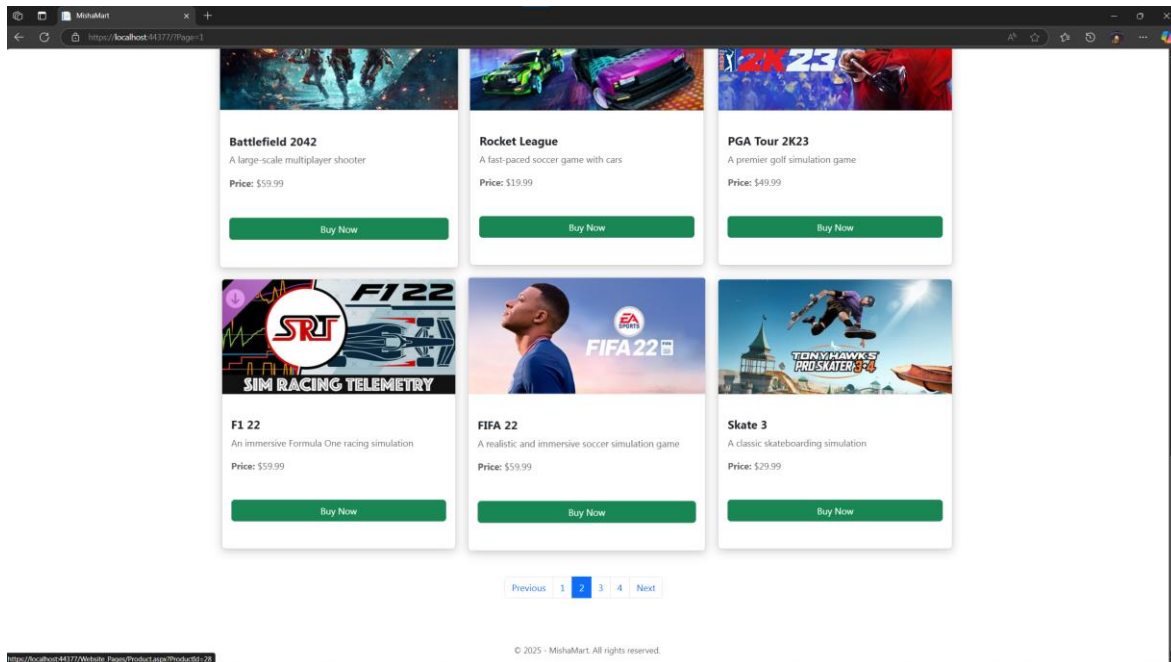 MishaMart
https://localhost:44377/?Page=1
2K23
Battlefield 2042
A large-scale multiplayer shooter
Price: $59.99
Buy Now
Rocket League
A fast-paced soccer game with cars
Price: $19.99
Buy Now
PGA Tour 2K23
A premier golf simulation game
Price: $49.99
Buy Now
F1 22
SRT
SIM RACING TELEMETRY
F1 22
An immersive Formula One racing simulation
Price: $59.99
Buy Now
EA
SPORTS
FIFA 22
FIFA 22
A realistic and immersive soccer simulation game
Price: $59.99
Buy Now
TONY HAWK'S
PRO SKATER 3+4
Skate 3
A classic skateboarding simulation
Price: $29.99
Buy Now
Previous 1 2 3 4 Next
© 2025 - MishaMart. All rights reserved.
https://localhost:44377/Website_Pages/Product.aspx?ProductId=28